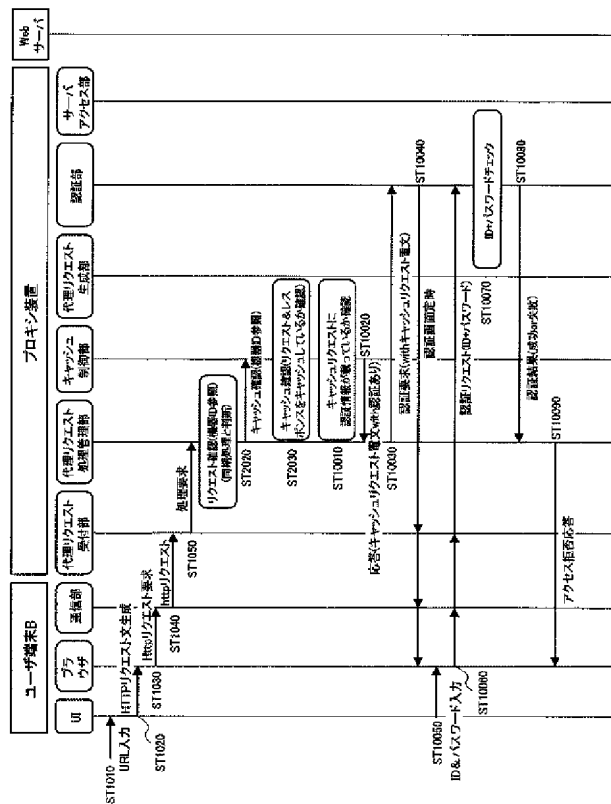 ユーザ端末B
プロキシ装置
Web
サーバ
UI
ブラ
ウザ
通信部
代理リクエスト
受付部
代理リクエスト
処理管理部
キャッシュ
制御部
代理リクエスト
生成部
認証部
サーバ
アクセス部
ST1010
URL入力
ST1020
HTTPリクエスト文生成
ST1030
Httpリクエスト要求
ST1040
Httpリクエスト
ST1050
処理要求
リクエスト確認(機器ID参照)
(同期処理と判断)
ST2020
キャッシュ確認(機器ID参照)
ST2030
キャッシュ確認(リクエスト&レス
ポンスをキャッシュしているか確認)
ST10010
キャッシュリクエストに
認証情報が載っているか確認
ST10020
応答(キャッシュリクエスト電文with認証あり)
ST10030
認証要求(withキャッシュリクエスト電文)
ST10040
認証画面
ST10050
ID&パスワード入力
ST10060
認証リクエスト(ID+パスワード)
ST10070
ID+パスワードチェック
ST10080
認証結果(成功or失敗)
ST10090
アクセス拒否応答